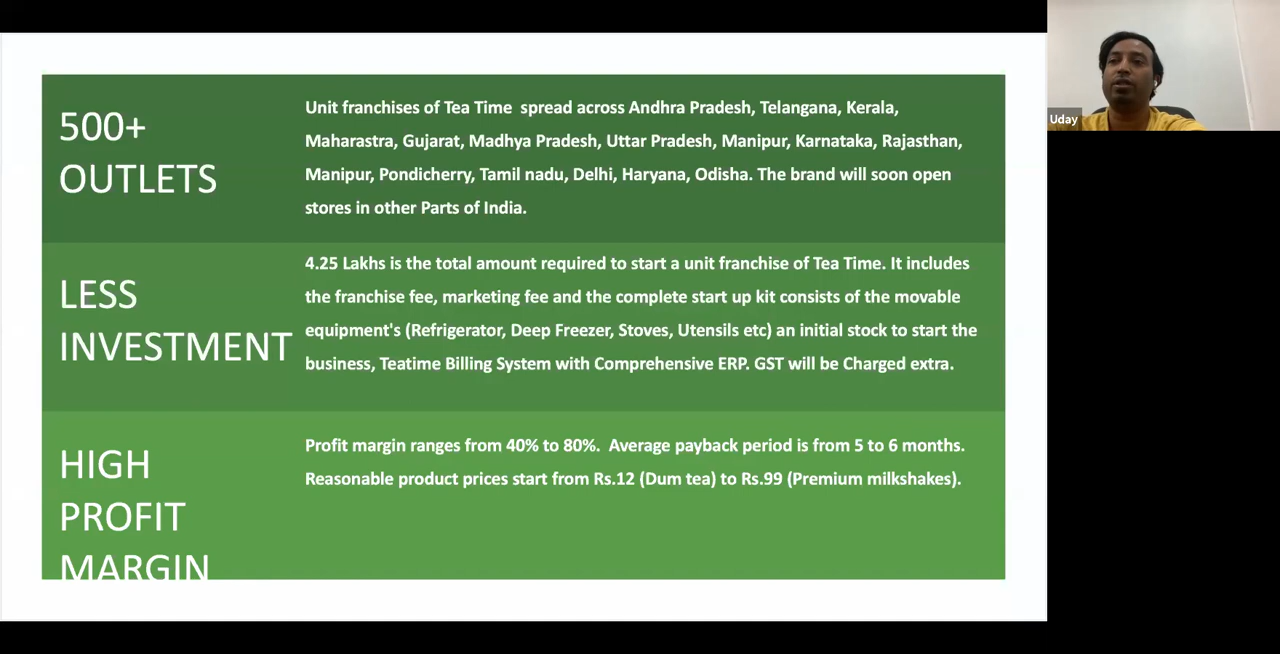 500+
OUTLETS
Unit franchises of Tea Time spread across Andhra Pradesh, Telangana, Kerala,
Maharastra, Gujarat, Madhya Pradesh, Uttar Pradesh, Manipur, Karnataka, Rajasthan,
Manipur, Pondicherry, Tamil nadu, Delhi, Haryana, Odisha. The brand will soon open
stores in other Parts of India.
LESS
INVESTMENT
4.25 Lakhs is the total amount required to start a unit franchise of Tea Time. It includes
the franchise fee, marketing fee and the complete start up kit consists of the movable
equipment's (Refrigerator, Deep Freezer, Stoves, Utensils etc) an initial stock to start the
business, Teatime Billing System with Comprehensive ERP. GST will be Charged extra.
HIGH
PROFIT
MARGIN
Profit margin ranges from 40% to 80%. Average payback period is from 5 to 6 months.
Reasonable product prices start from Rs.12 (Dum tea) to Rs.99 (Premium milkshakes).
Uday